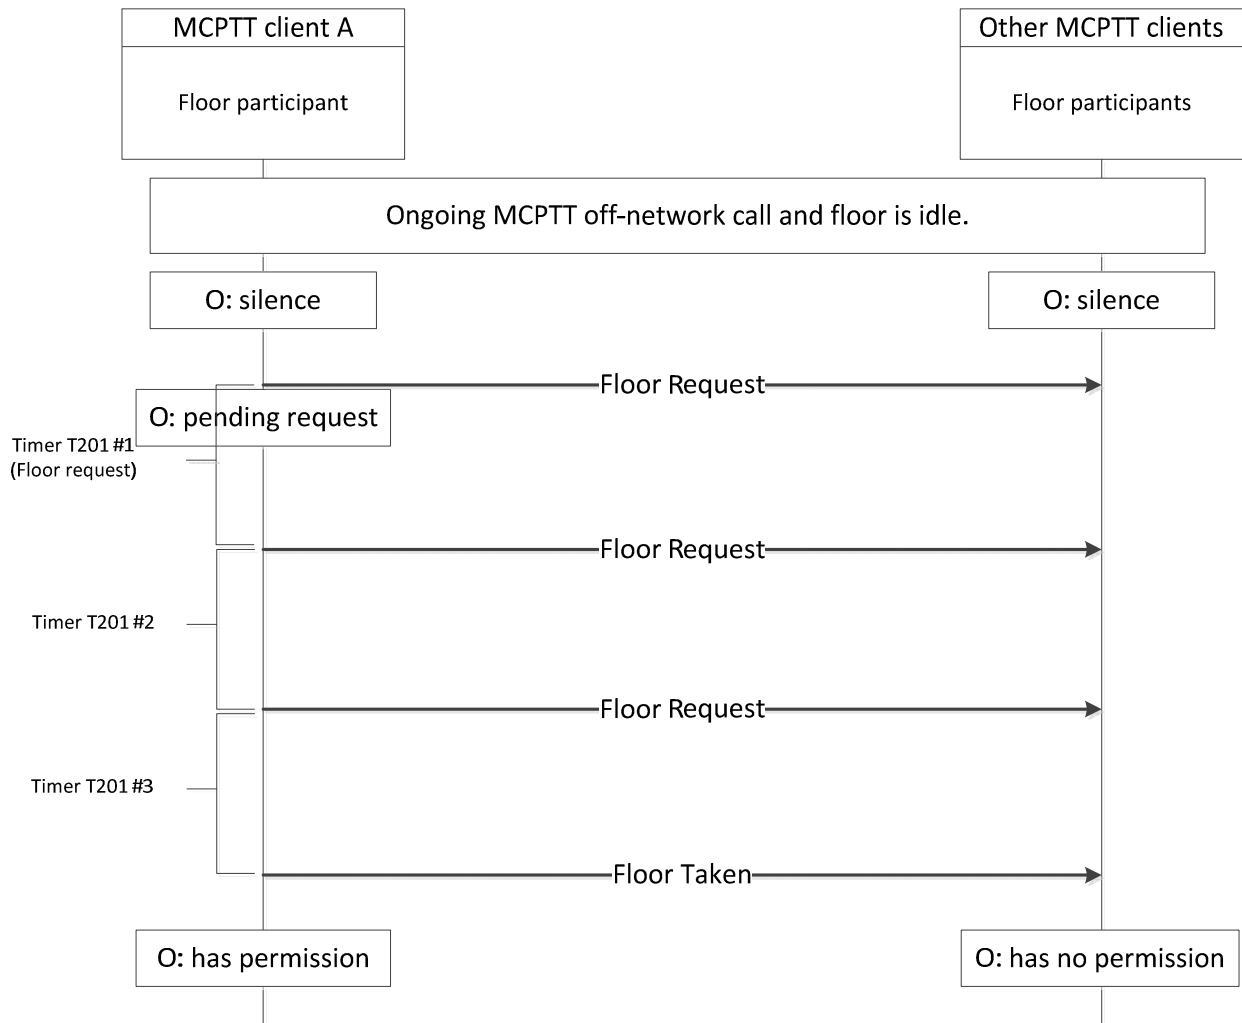 MCPTT client A
Other MCPTT clients
Floor participant
Floor participants
Ongoing MCPTT off-network call and floor is idle.
O: silence
O: silence
Floor Request
O: pending request
Timer T201 #1
(Floor request)
Floor Request
Timer T201 #2
Floor Request
Timer T201 #3
Floor Taken
O: has permission
O: has no permission